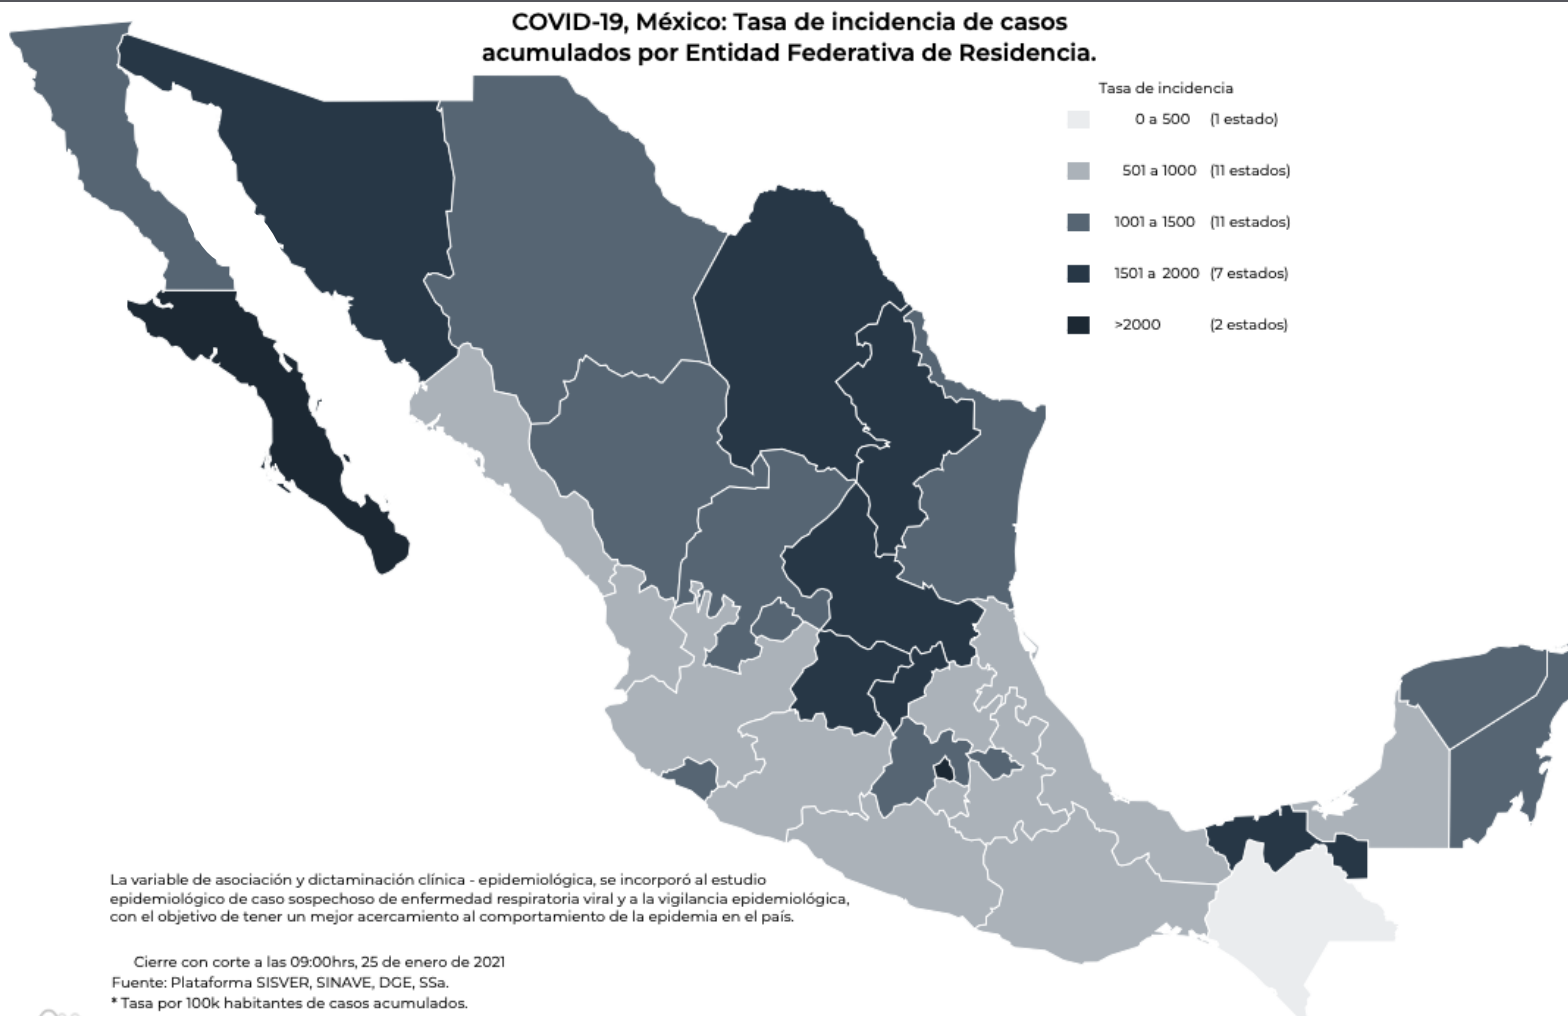 COVID-19, México: Tasa de incidencia de casos
acumulados por Entidad Federativa de Residencia.
Tasa de incidencia
0 a 500 (1 estado)
501 a 1000 (11 estados)
1001 a 1500 (11 estados)
1501 a 2000 (7 estados)
>2000 (2 estados)
La variable de asociación y dictaminación clínica - epidemiológica, se incorporó al estudio
epidemiológico de caso sospechoso de enfermedad respiratoria viral y a la vigilancia epidemiológica,
con el objetivo de tener un mejor acercamiento al comportamiento de la epidemia en el país.
Cierre con corte a las 09:00hrs, 25 de enero de 2021
Fuente: Plataforma SISVER, SINAVE, DGE, SSa.
* Tasa por 100k habitantes de casos acumulados.